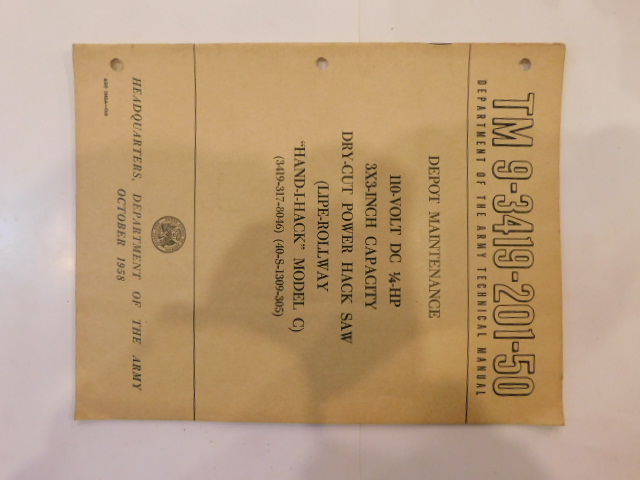 TM 9-3419-201-50
DEPARTMENT OF THE ARMY TECHNICAL MANUAL
DEPOT MAINTENANCE
110-VOLT DC ¼-HP
3X3-INCH CAPACITY
DRY-CUT POWER HACK SAW
(LIPE-ROLLWAY
"HAND-I-HACK" MODEL C)
(3419-317-8046) (40-S-1309-305)
HEADQUARTERS, DEPARTMENT OF THE ARMY
OCTOBER 1958